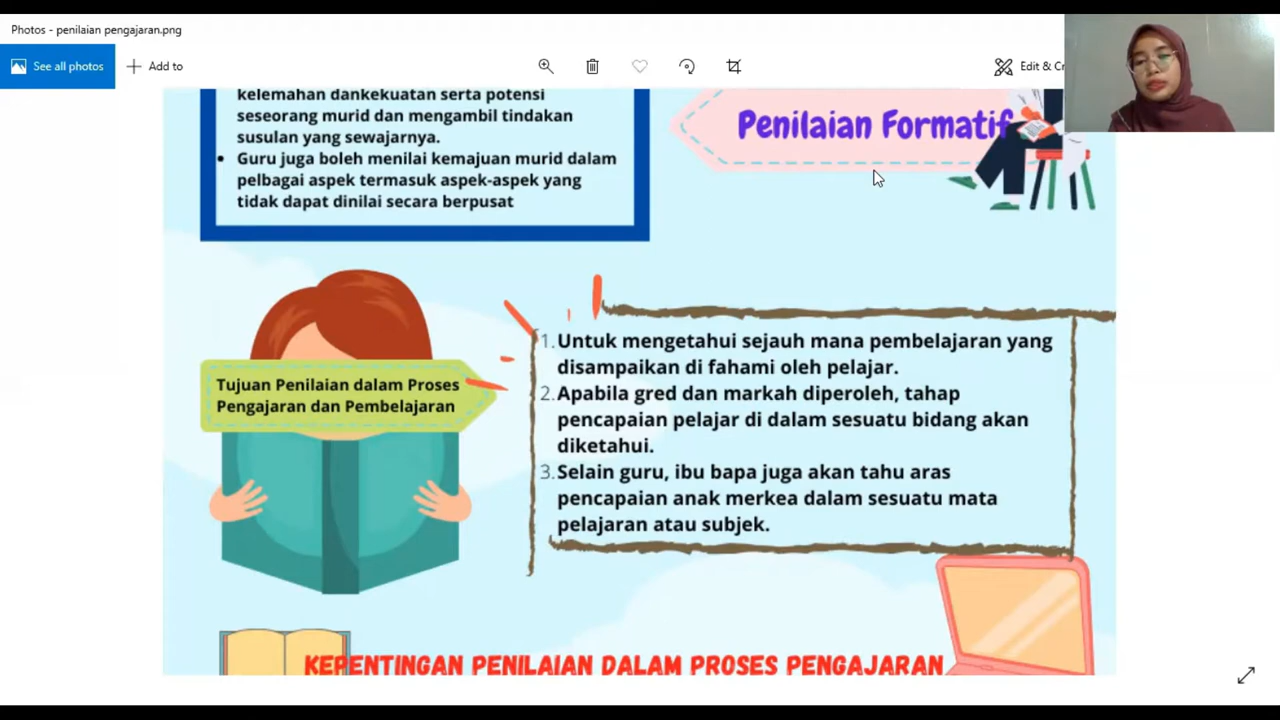 Photos - penilaian pengajaran.png
See all photos
Add to
Edit & Cr
kelemahan dankekuatan serta potensi
seseorang murid dan mengambil tindakan
susulan yang sewajarnya.
Guru juga boleh menilai kemajuan murid dalam
pelbagai aspek termasuk aspek-aspek yang
tidak dapat dinilai secara berpusat
Penilaian Formatif
Tujuan Penilaian dalam Proses
Pengajaran dan Pembelajaran
1. Untuk mengetahui sejauh mana pembelajaran yang
disampaikan di fahami oleh pelajar.
2. Apabila gred dan markah diperoleh, tahap
pencapaian pelajar di dalam sesuatu bidang akan
diketahui.
3. Selain guru, ibu bapa juga akan tahu aras
pencapaian anak merkea dalam sesuatu mata
pelajaran atau subjek.
KEPENTINGAN PENILAIAN DALAM PROSES PENGAJARAN